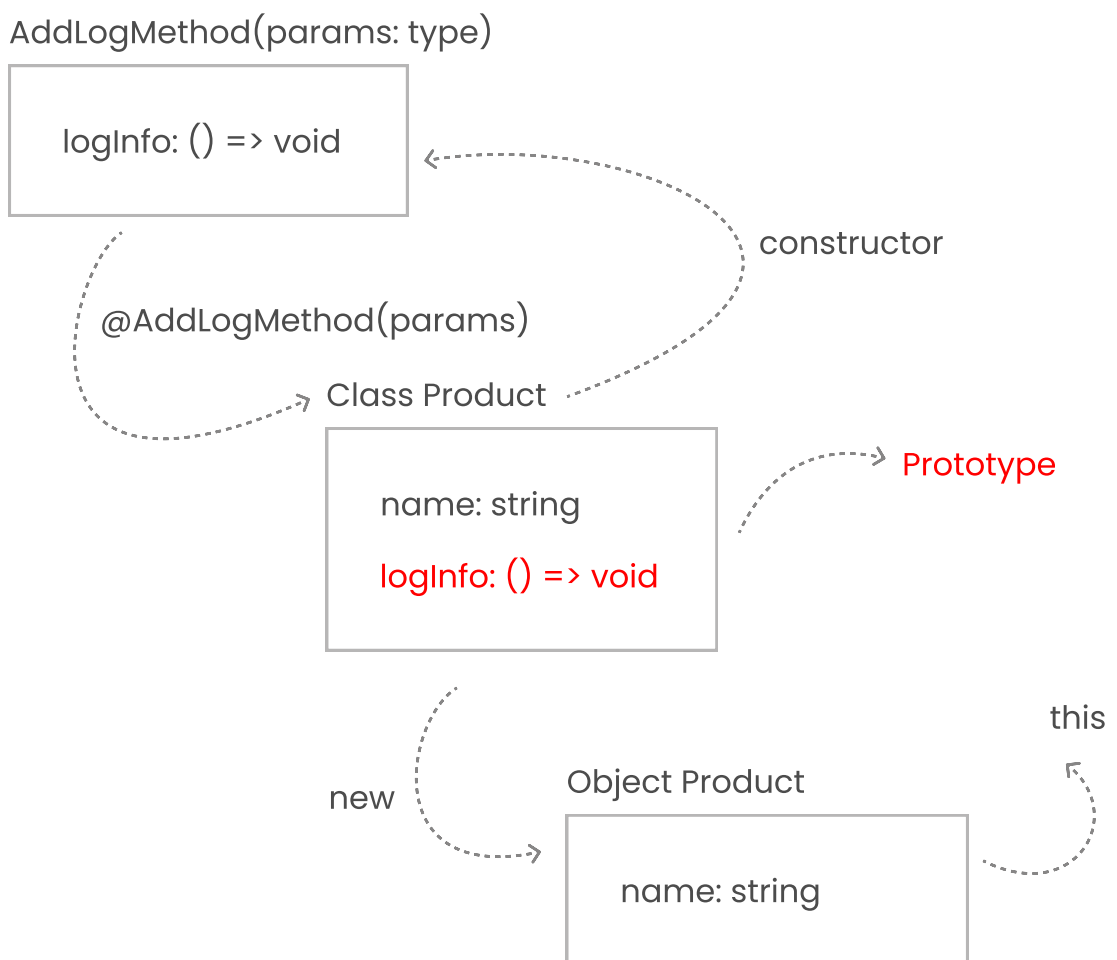 AddLogMethod(params: type)
logInfo: () => void
constructor
@AddLogMethod(params)
Class Product
name: string
Prototype
logInfo: () => void
this
new
Object Product
name: string